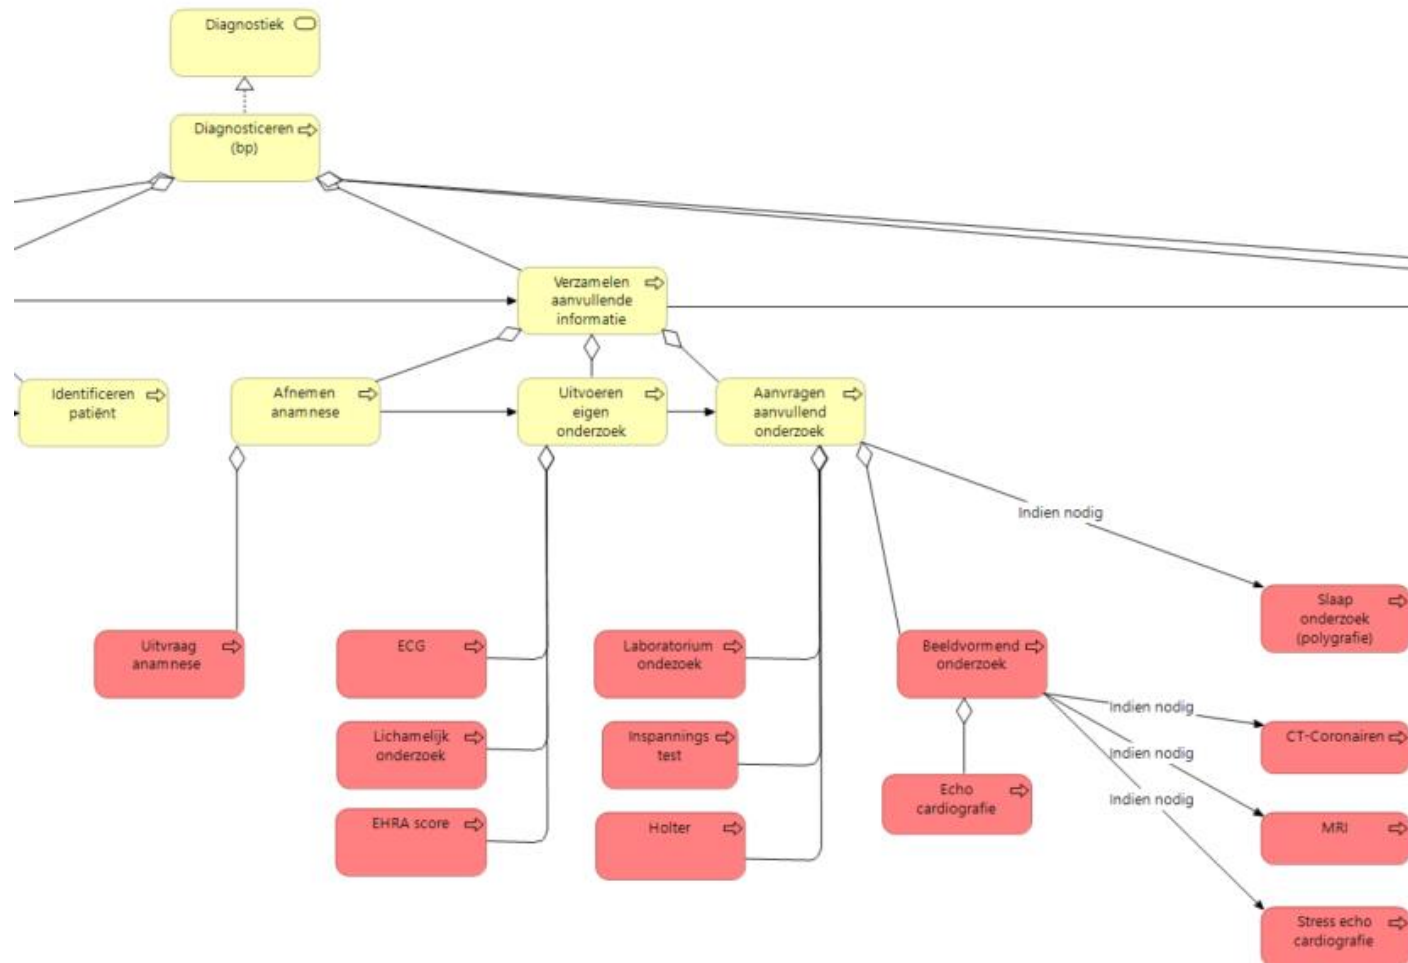 Diagnostiek
Diagnosticeren
(bp)
Verzamelen
aanvullende
informatie
Identificeren
patiënt
Afnemen
anamnese
Uitvoeren
eigen
onderzoek
Aanvragen
aanvullend
onderzoek
Indien nodig
Slaap
onderzoek
(polygrafie)
Uitvraag
anamnese
ECG
Laboratorium
ondezoek
Beeldvormend
onderzoek
Indien nodig
CT-Coronairen
Lichamelijk
onderzoek
Inspannings
test
Indien nodig
Echo
cardiografie
Indien nodig
EHRA score
Holter
MRI
Stress echo
cardiografie